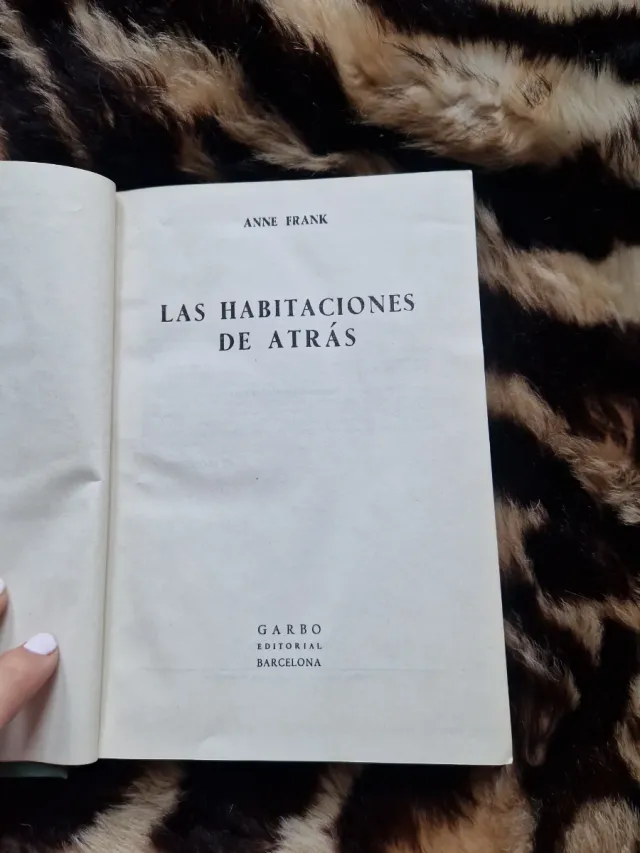 ANNE FRANK
LAS HABITACIONES
DE ATRÁS
GARBO
EDITORIAL
BARCELONA